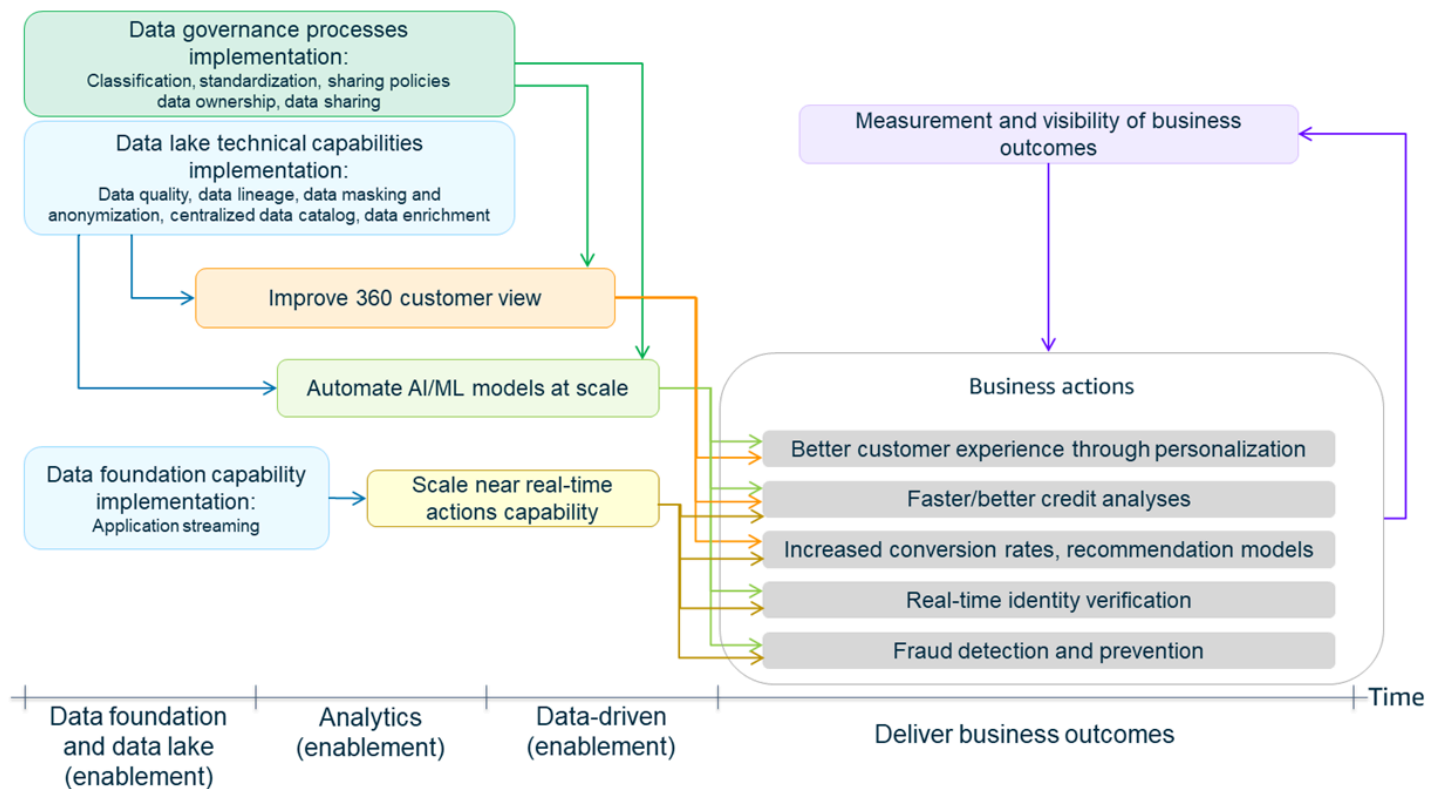 Data governance processes
implementation:
Classification, standardization, sharing policies
data ownership, data sharing
Data lake technical capabilities
implementation:
Data quality, data lineage, data masking and
anonymization, centralized data catalog, data enrichment
Measurement and visibility of business
outcomes
Improve 360 customer view
Automate AI/ML models at scale
Data foundation capability
implementation:
Application streaming
Scale near real-time
actions capability
Business actions
Better customer experience through personalization
Faster/better credit analyses
Increased conversion rates, recommendation models
Real-time identity verification
Fraud detection and prevention
Time
Data foundation
and data lake
(enablement)
Analytics
(enablement)
Data-driven
(enablement)
Deliver business outcomes